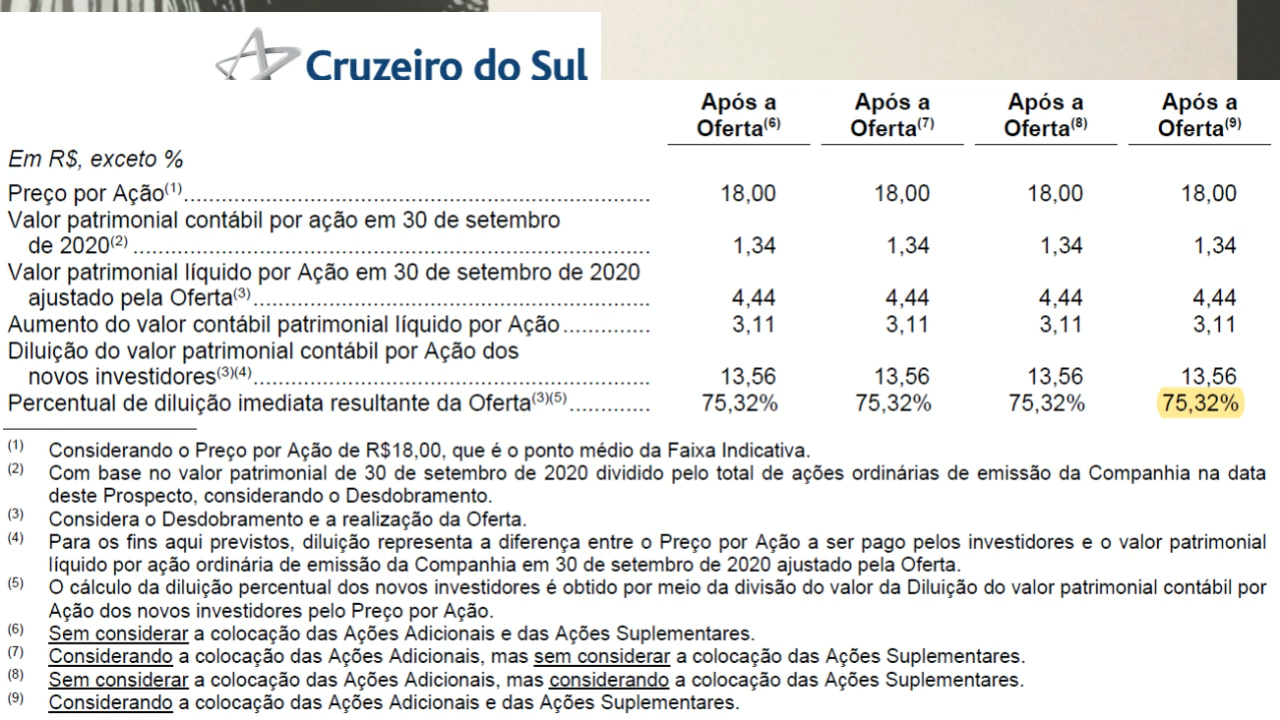 Cruzeiro do Sul
Após a Oferta(6) Após a Oferta(7) Após a Oferta(8) Após a Oferta(9)
Em R$, exceto %
Preço por Ação(1) 18,00 18,00 18,00 18,00
Valor patrimonial contábil por ação em 30 de setembro
de 2020(2) 1,34 1,34 1,34 1,34
Valor patrimonial líquido por Ação em 30 de setembro de 2020
ajustado pela Oferta(3) 4,44 4,44 4,44 4,44
Aumento do valor contábil patrimonial líquido por Ação 3,11 3,11 3,11 3,11
Diluição do valor patrimonial contábil por Ação dos
novos investidores(3)(4) 13,56 13,56 13,56 13,56
Percentual de diluição imediata resultante da Oferta(3)(5) 75,32% 75,32% 75,32% 75,32%
(1) Considerando o Preço por Ação de R$18,00, que é o ponto médio da Faixa Indicativa.
(2) Com base no valor patrimonial de 30 de setembro de 2020 dividido pelo total de ações ordinárias de emissão da Companhia na data
deste Prospecto, considerando o Desdobramento.
(3) Considera o Desdobramento e a realização da Oferta.
(4) Para os fins aqui previstos, diluição representa a diferença entre o Preço por Ação a ser pago pelos investidores e o valor patrimonial
líquido por ação ordinária de emissão da Companhia em 30 de setembro de 2020 ajustado pela Oferta.
(5) O cálculo da diluição percentual dos novos investidores é obtido por meio da divisão do valor da Diluição do valor patrimonial contábil por
Ação dos novos investidores pelo Preço por Ação.
(6) Sem considerar a colocação das Ações Adicionais e das Ações Suplementares.
(7) Considerando a colocação das Ações Adicionais, mas sem considerar a colocação das Ações Suplementares.
(8) Sem considerar a colocação das Ações Adicionais, mas considerando a colocação das Ações Suplementares.
(9) Considerando a colocação das Ações Adicionais e das Ações Suplementares.